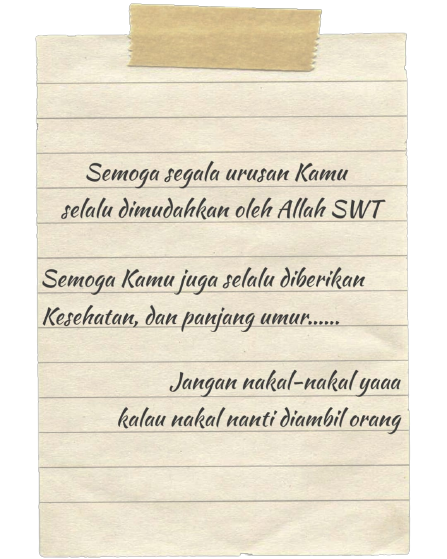 Semoga segala urusan Kamu
selalu dimudahkan oleh Allah SWT
Semoga Kamu juga selalu diberikan
Kesehatan, dan panjang umur......
Jangan nakal-nakal yaaa
kalau nakal nanti diambil orang